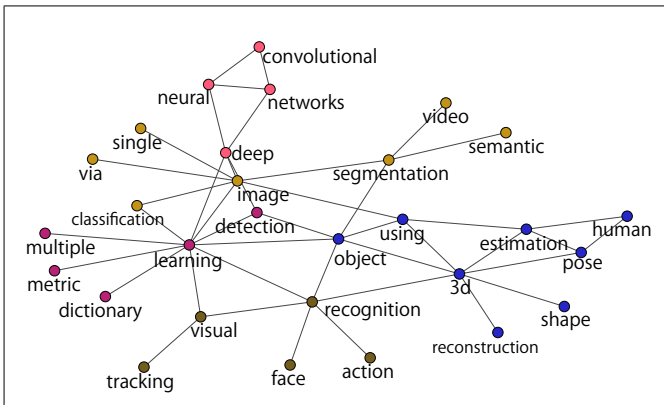 convolutional
neural
networks
video
single
semantic
deep
segmentation
via
image
classification
detection
human
using
estimation
multiple
learning
object
pose
metric
3d
dictionary
recognition
shape
visual
reconstruction
tracking
face
action